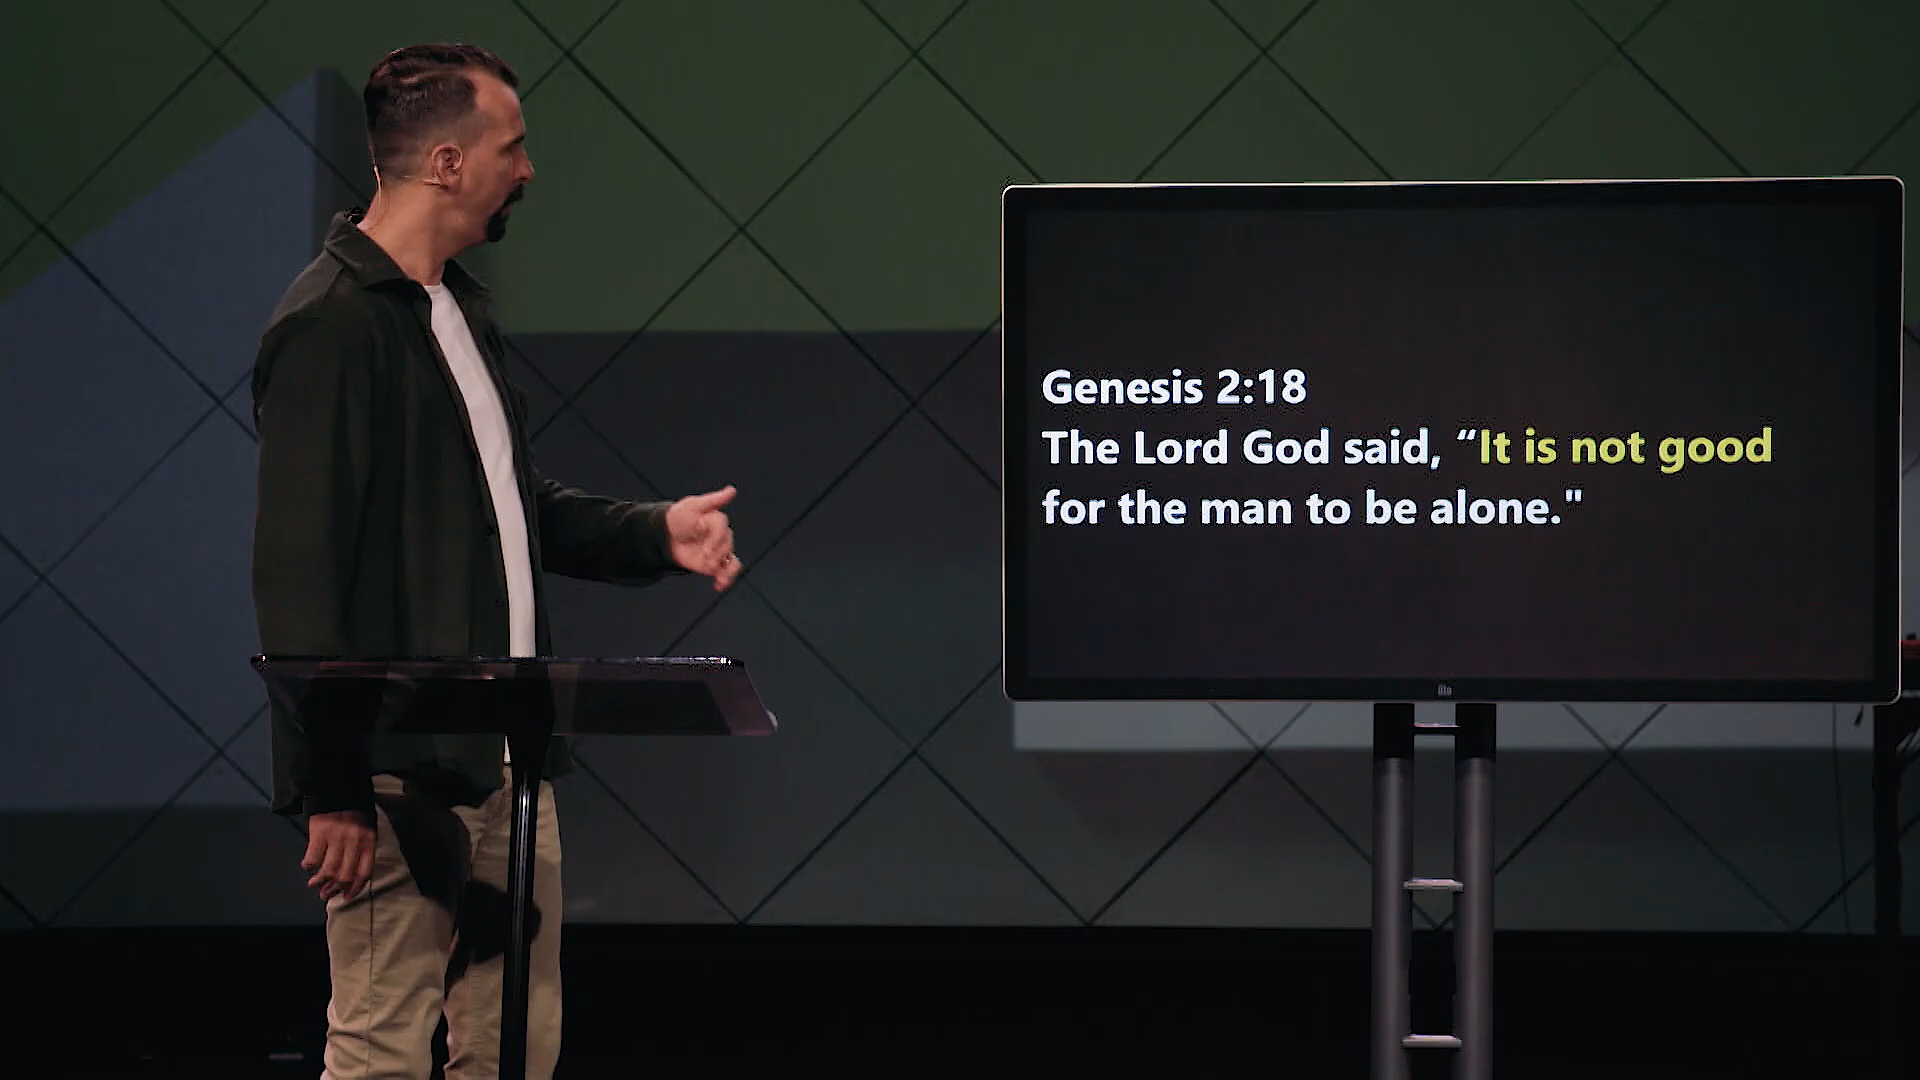 Genesis 2:18
The Lord God said, “It is not good
for the man to be alone."